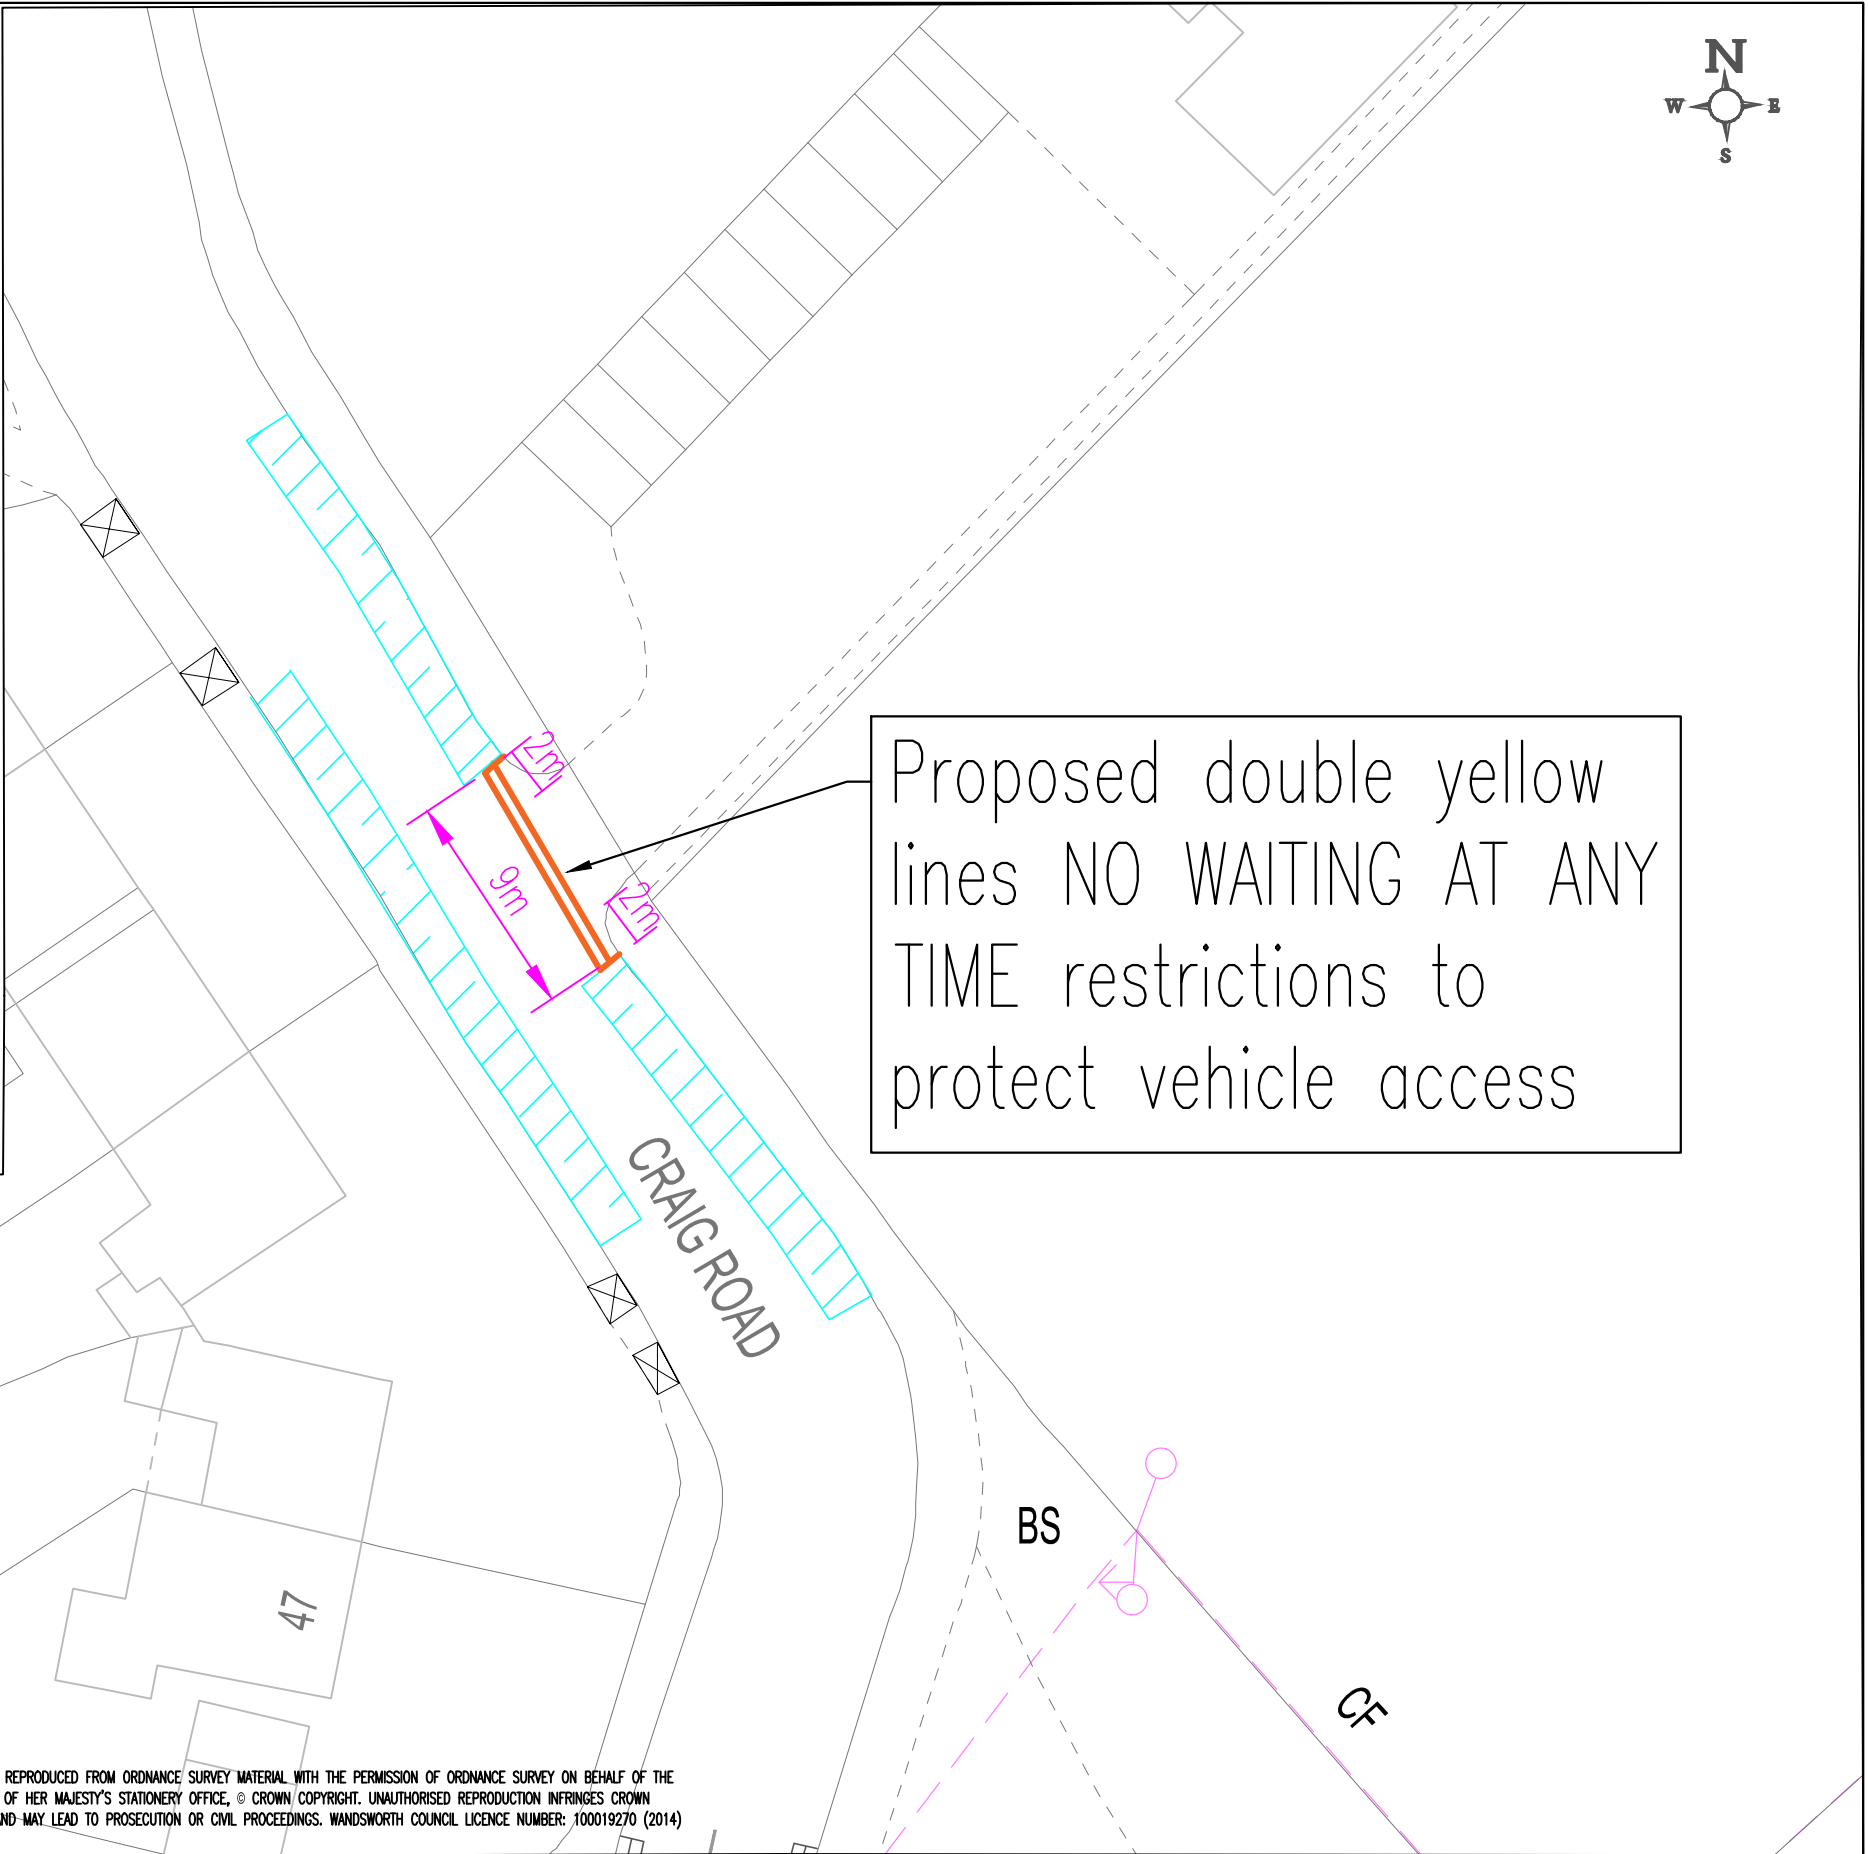 N
W E
S
Proposed double yellow
lines NO WAITING AT ANY
TIME restrictions to
protect vehicle access
2m
9m
2m
CRAIG ROAD
BS
47
CF
REPRODUCED FROM ORDNANCE SURVEY MATERIAL WITH THE PERMISSION OF ORDNANCE SURVEY ON BEHALF OF THE
OF HER MAJESTY'S STATIONERY OFFICE, © CROWN COPYRIGHT. UNAUTHORISED REPRODUCTION INFRINGES CROWN
ND MAY LEAD TO PROSECUTION OR CIVIL PROCEEDINGS. WANDSWORTH COUNCIL LICENCE NUMBER: 100019270 (2014)